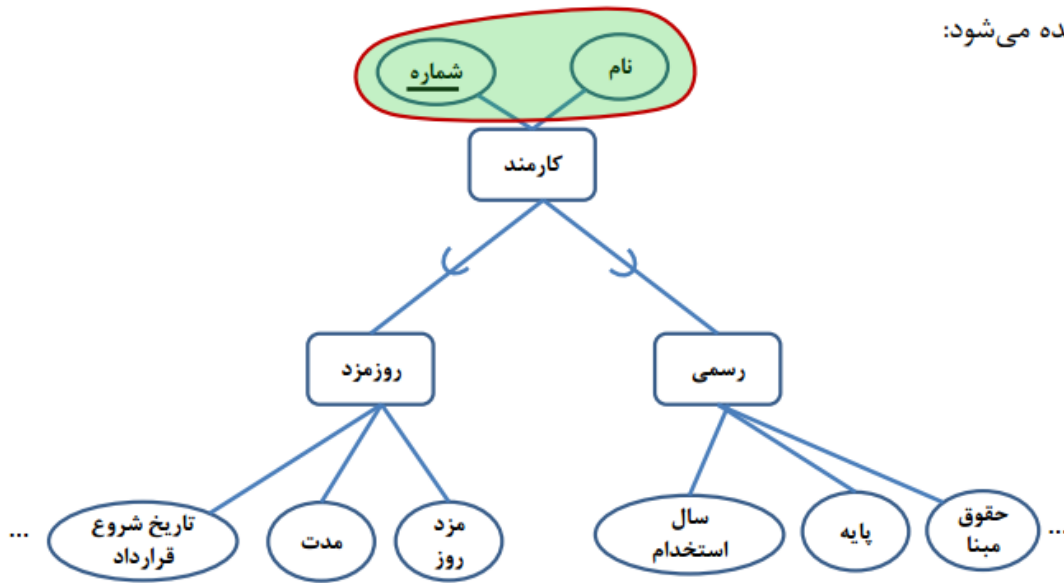 ده می‌شود:
نام
شماره
کارمند
رسمی
روزمزد
حقوق
مبنا
پایه
سال
استخدام
...
مزد
روز
مدت
تاریخ شروع
قرارداد
...